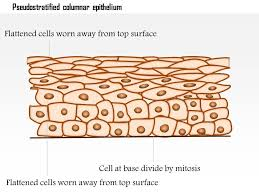 Pseudostratified columnar epithelium
Flattened cells worn away from top surface
Cell at base divide by mitosis
Flattened cells worn away from top surface